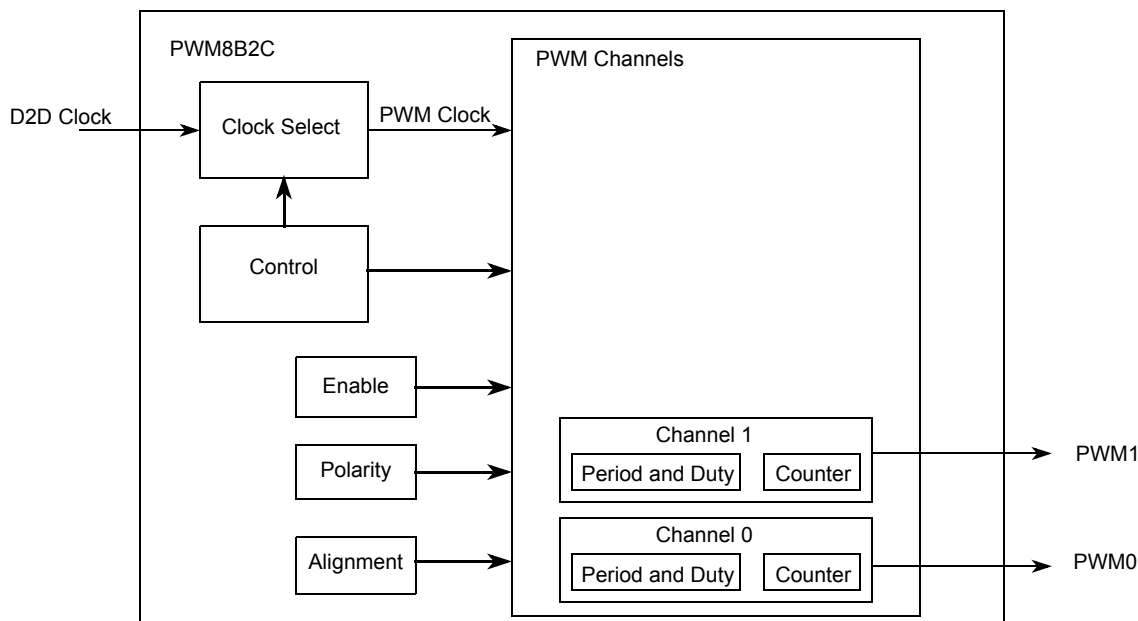 PWM8B2C
PWM Channels
D2D Clock
Clock Select
PWM Clock
Control
Enable
Polarity
Alignment
Channel 1
Period and Duty
Counter
PWM1
Channel 0
Period and Duty
Counter
PWM0